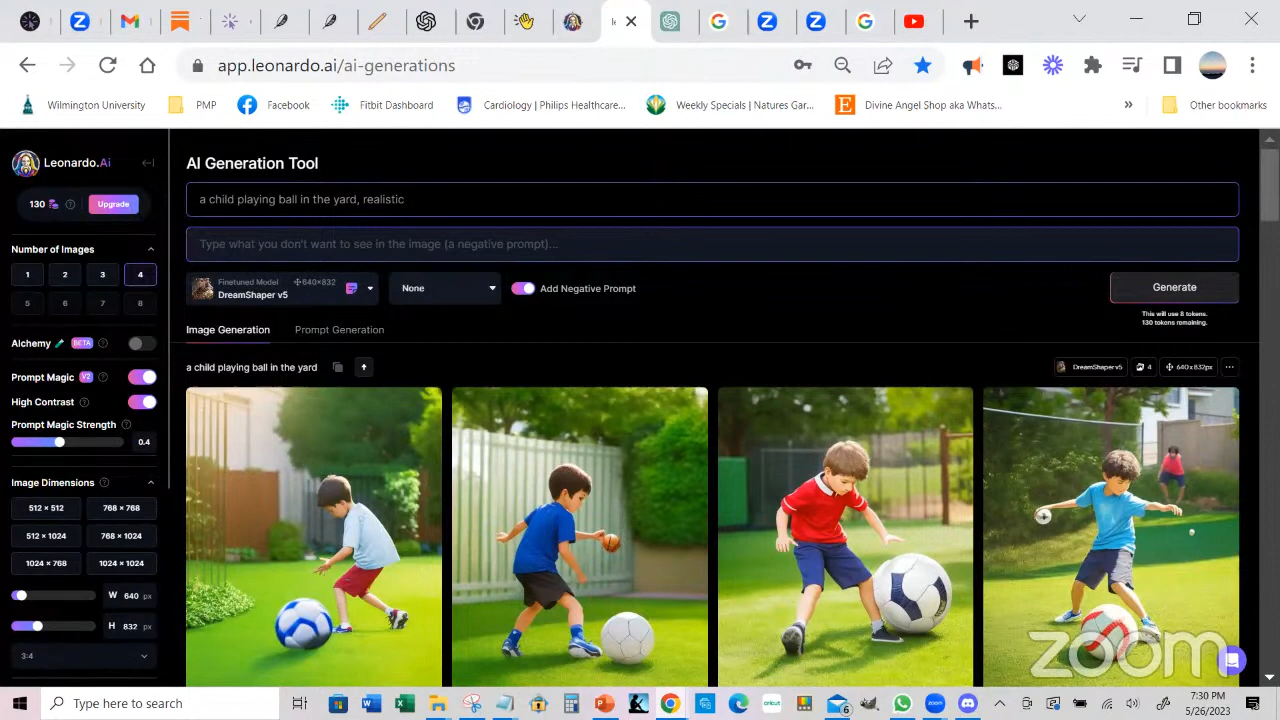 app.leonardo.ai/ai-generations
Wilmington University
PMP
Facebook
Fitbit Dashboard
Cardiology | Philips Healthcare...
Weekly Specials | Natures Gar...
Divine Angel Shop aka Whats...
»
Other bookmarks
Leonardo.Ai
130
Upgrade
Number of Images
1 2 3 4
5 6 7 8
Alchemy BETA
Prompt Magic V2
High Contrast
Prompt Magic Strength
0.4
Image Dimensions
512 × 512 768 × 768
512 × 1024 768 × 1024
1024 × 768 1024 × 1024
W 640 px
H 832 px
3:4
AI Generation Tool
a child playing ball in the yard, realistic
Type what you don't want to see in the image (a negative prompt)...
Finetuned Model 640×832
DreamShaper v5
None
Add Negative Prompt
Generate
This will use 8 tokens.
130 tokens remaining.
Image Generation Prompt Generation
a child playing ball in the yard
DreamShaper v5 4 640x832px
zoom
Type here to search
cricut
zoom
6
7:30 PM
5/26/2023